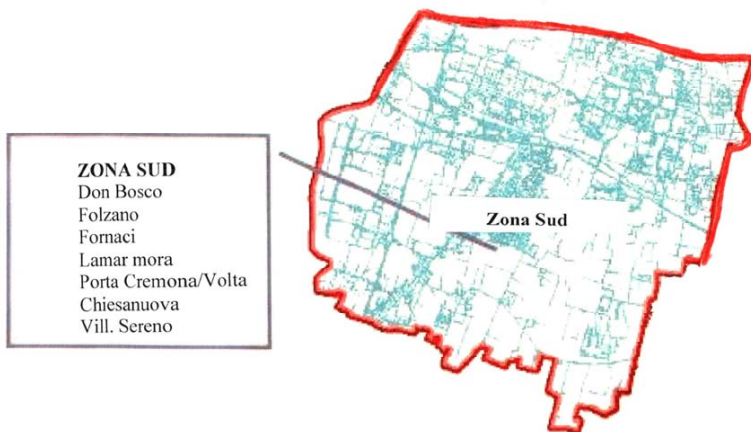 ZONA SUD
Don Bosco
Folzano
Fornaci
Lamar mora
Porta Cremona/Volta
Chiesanuova
Vill. Sereno
Zona Sud